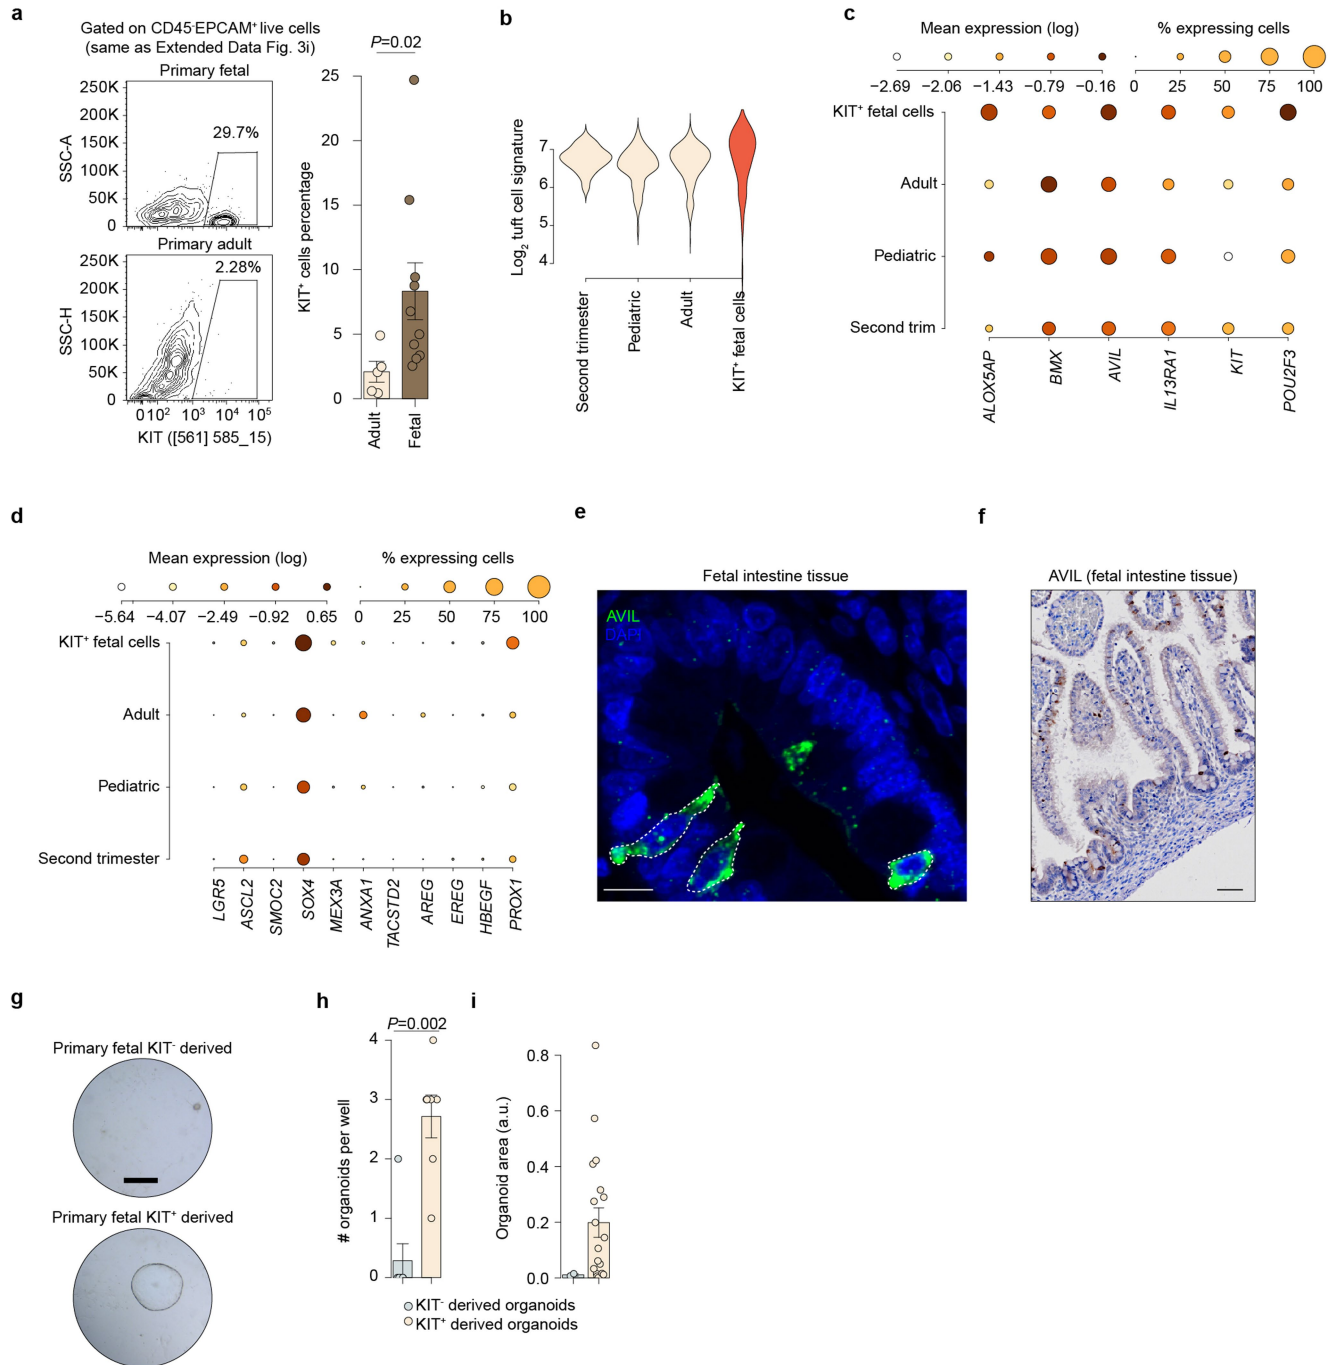 a
Gated on CD45⁻EPCAM⁺ live cells
(same as Extended Data Fig. 3i)
Primary fetal
250K
200K
150K
100K
50K
0
SSC-A
29.7%
Primary adult
250K
200K
150K
100K
50K
0
SSC-H
2.28%
0 10² 10³ 10⁴ 10⁵
KIT ([561] 585_15)
P=0.02
25
20
15
10
5
0
KIT⁺ cells percentage
Adult
Fetal
b
Log₂ tuft cell signature
7
6
5
4
Second trimester
Pediatric
Adult
KIT⁺ fetal cells
c
Mean expression (log)
% expressing cells
−2.69 −2.06 −1.43 −0.79 −0.16
0 25 50 75 100
KIT⁺ fetal cells
Adult
Pediatric
Second trim
ALOX5AP
BMX
AVIL
IL13RA1
KIT
POU2F3
d
Mean expression (log)
% expressing cells
−5.64 −4.07 −2.49 −0.92 0.65
0 25 50 75 100
KIT⁺ fetal cells
Adult
Pediatric
Second trimester
LGR5
ASCL2
SMOC2
SOX4
MEX3A
ANXA1
TACSTD2
AREG
EREG
HBEGF
PROX1
e
Fetal intestine tissue
AVIL
DAPI
f
AVIL (fetal intestine tissue)
g
Primary fetal KIT⁻ derived
Primary fetal KIT⁺ derived
h
P=0.002
4
3
2
1
0
# organoids per well
i
0.8
0.6
0.4
0.2
0.0
Organoid area (a.u.)
KIT⁻ derived organoids
KIT⁺ derived organoids